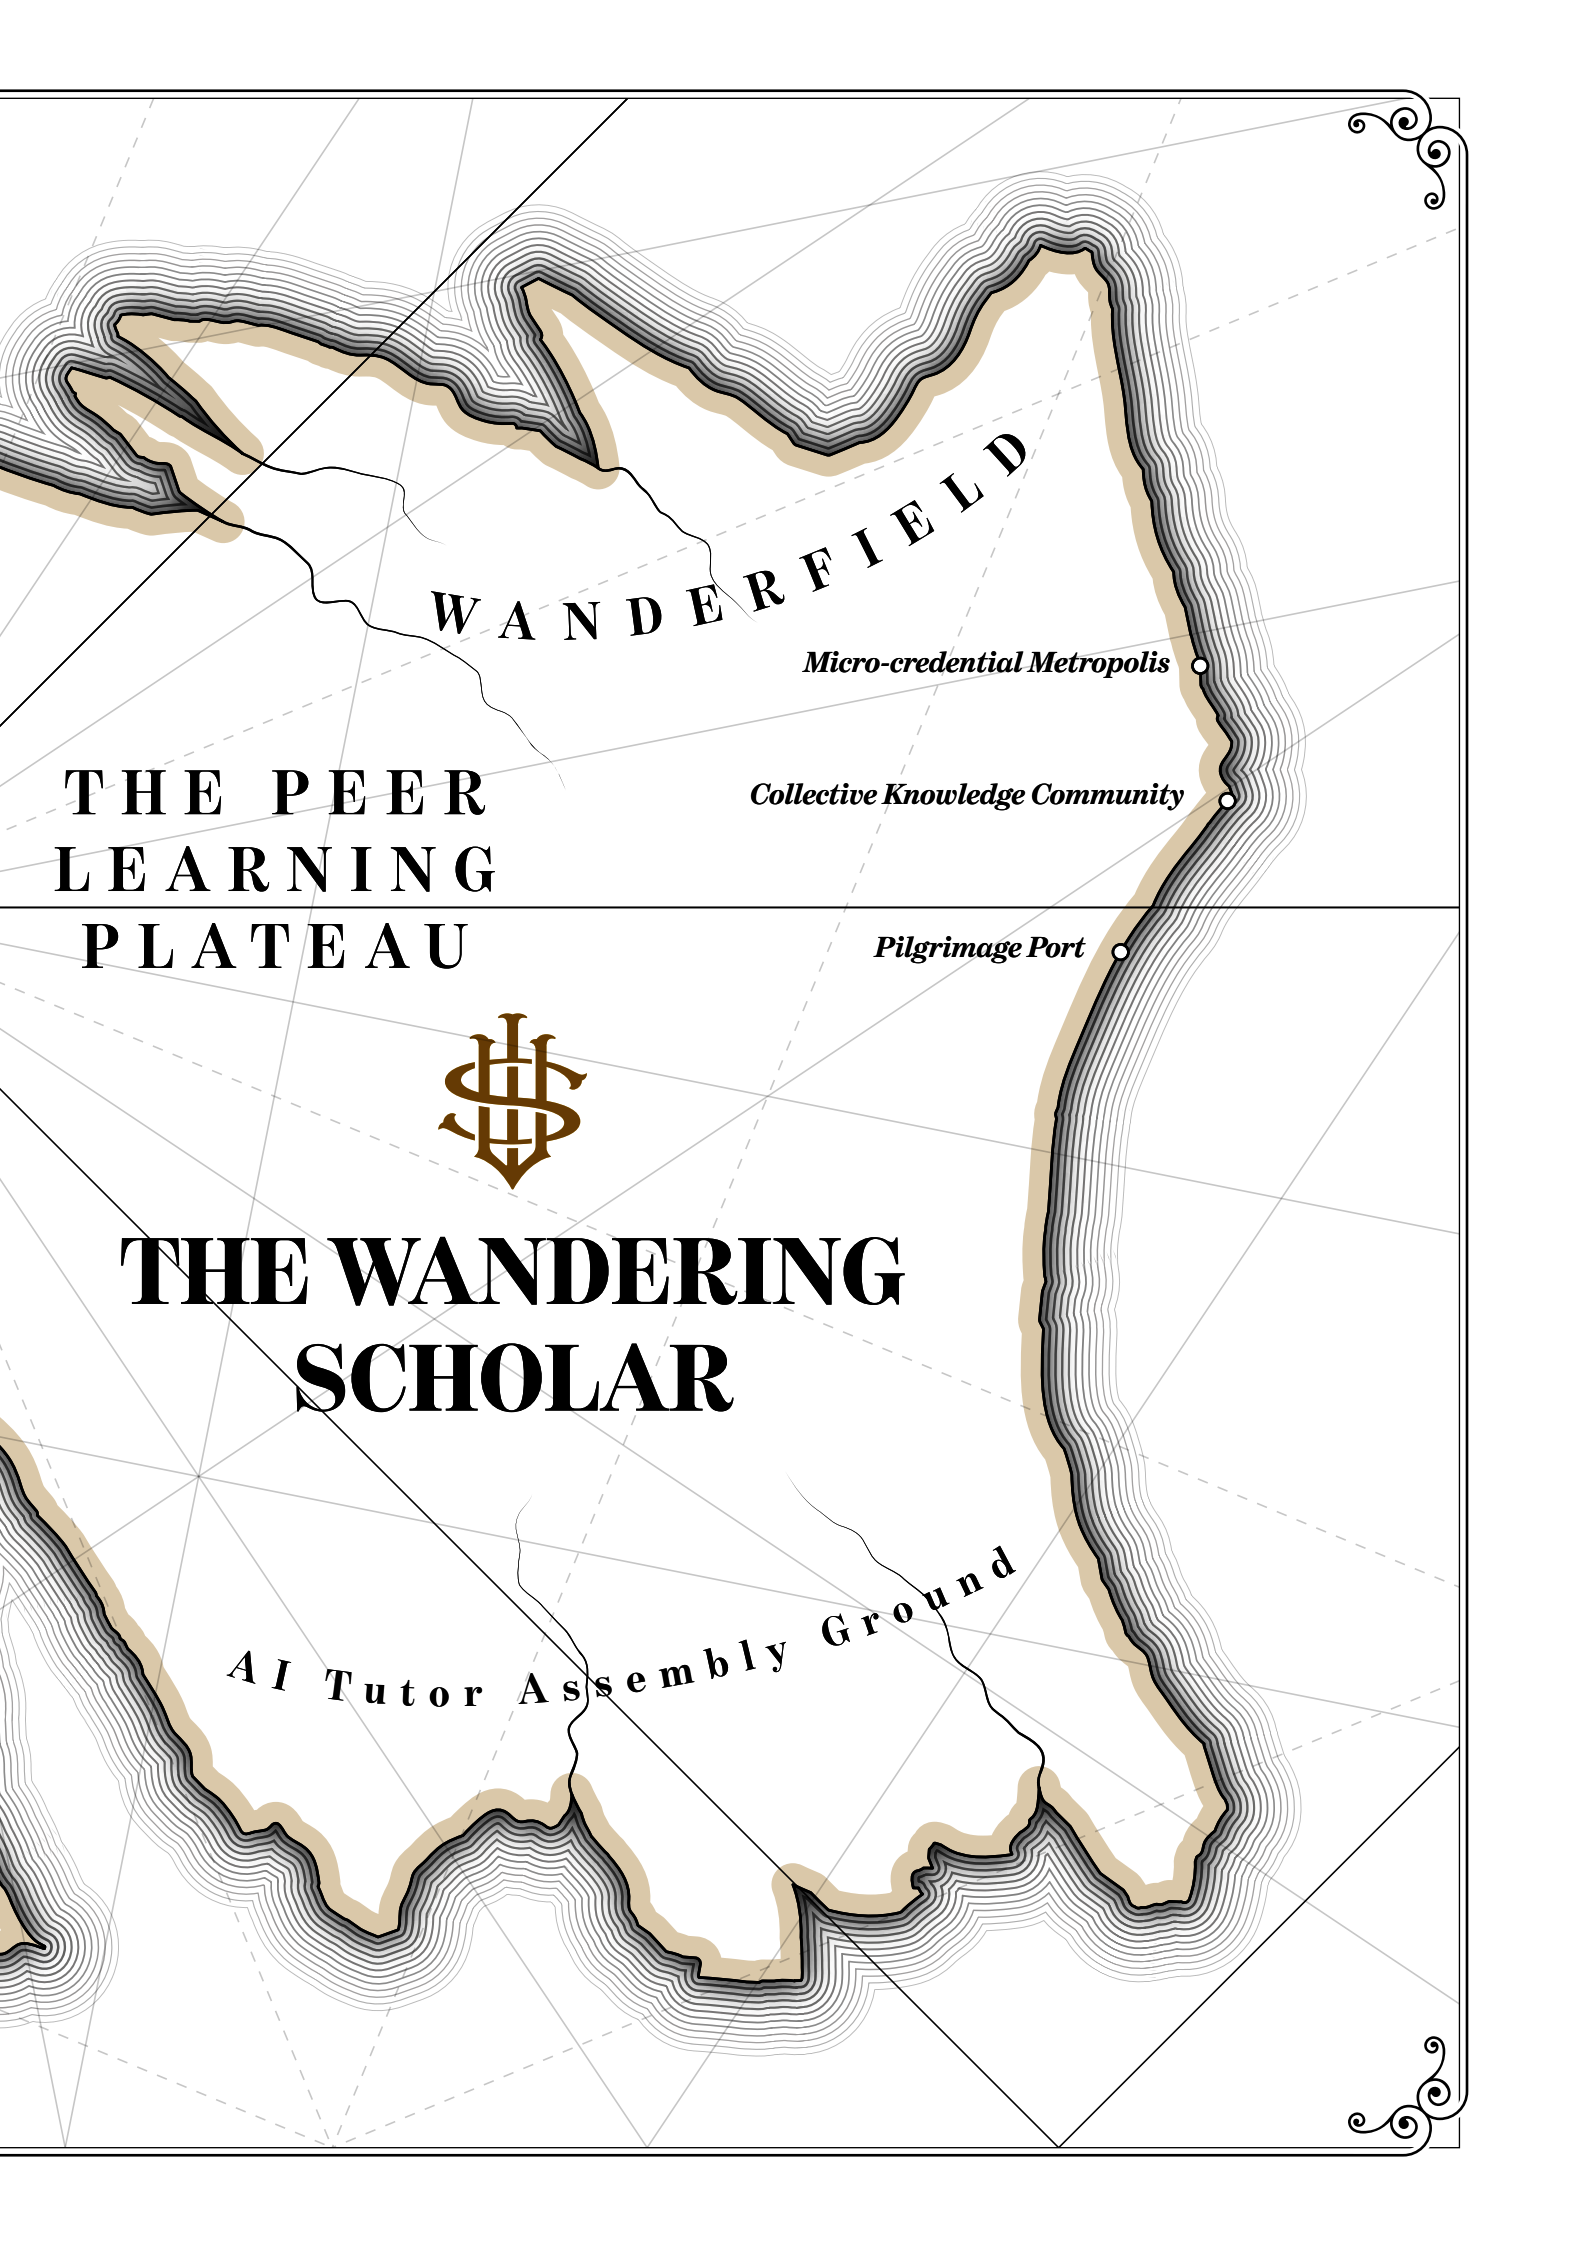 WANDERFIELD
Micro-credential Metropolis
THE PEER
LEARNING
PLATEAU
Collective Knowledge Community
Pilgrimage Port
THE WANDERING
SCHOLAR
AI Tutor Assembly Ground